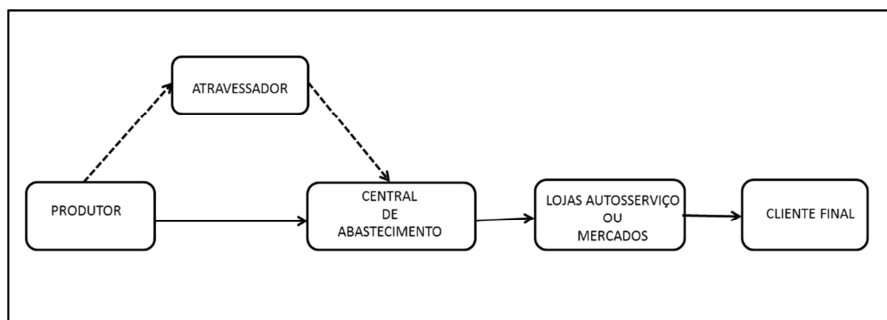 ATRAVESSADOR
PRODUTOR
CENTRAL
DE
ABASTECIMENTO
LOJAS AUTOSSERVIÇO
OU
MERCADOS
CLIENTE FINAL